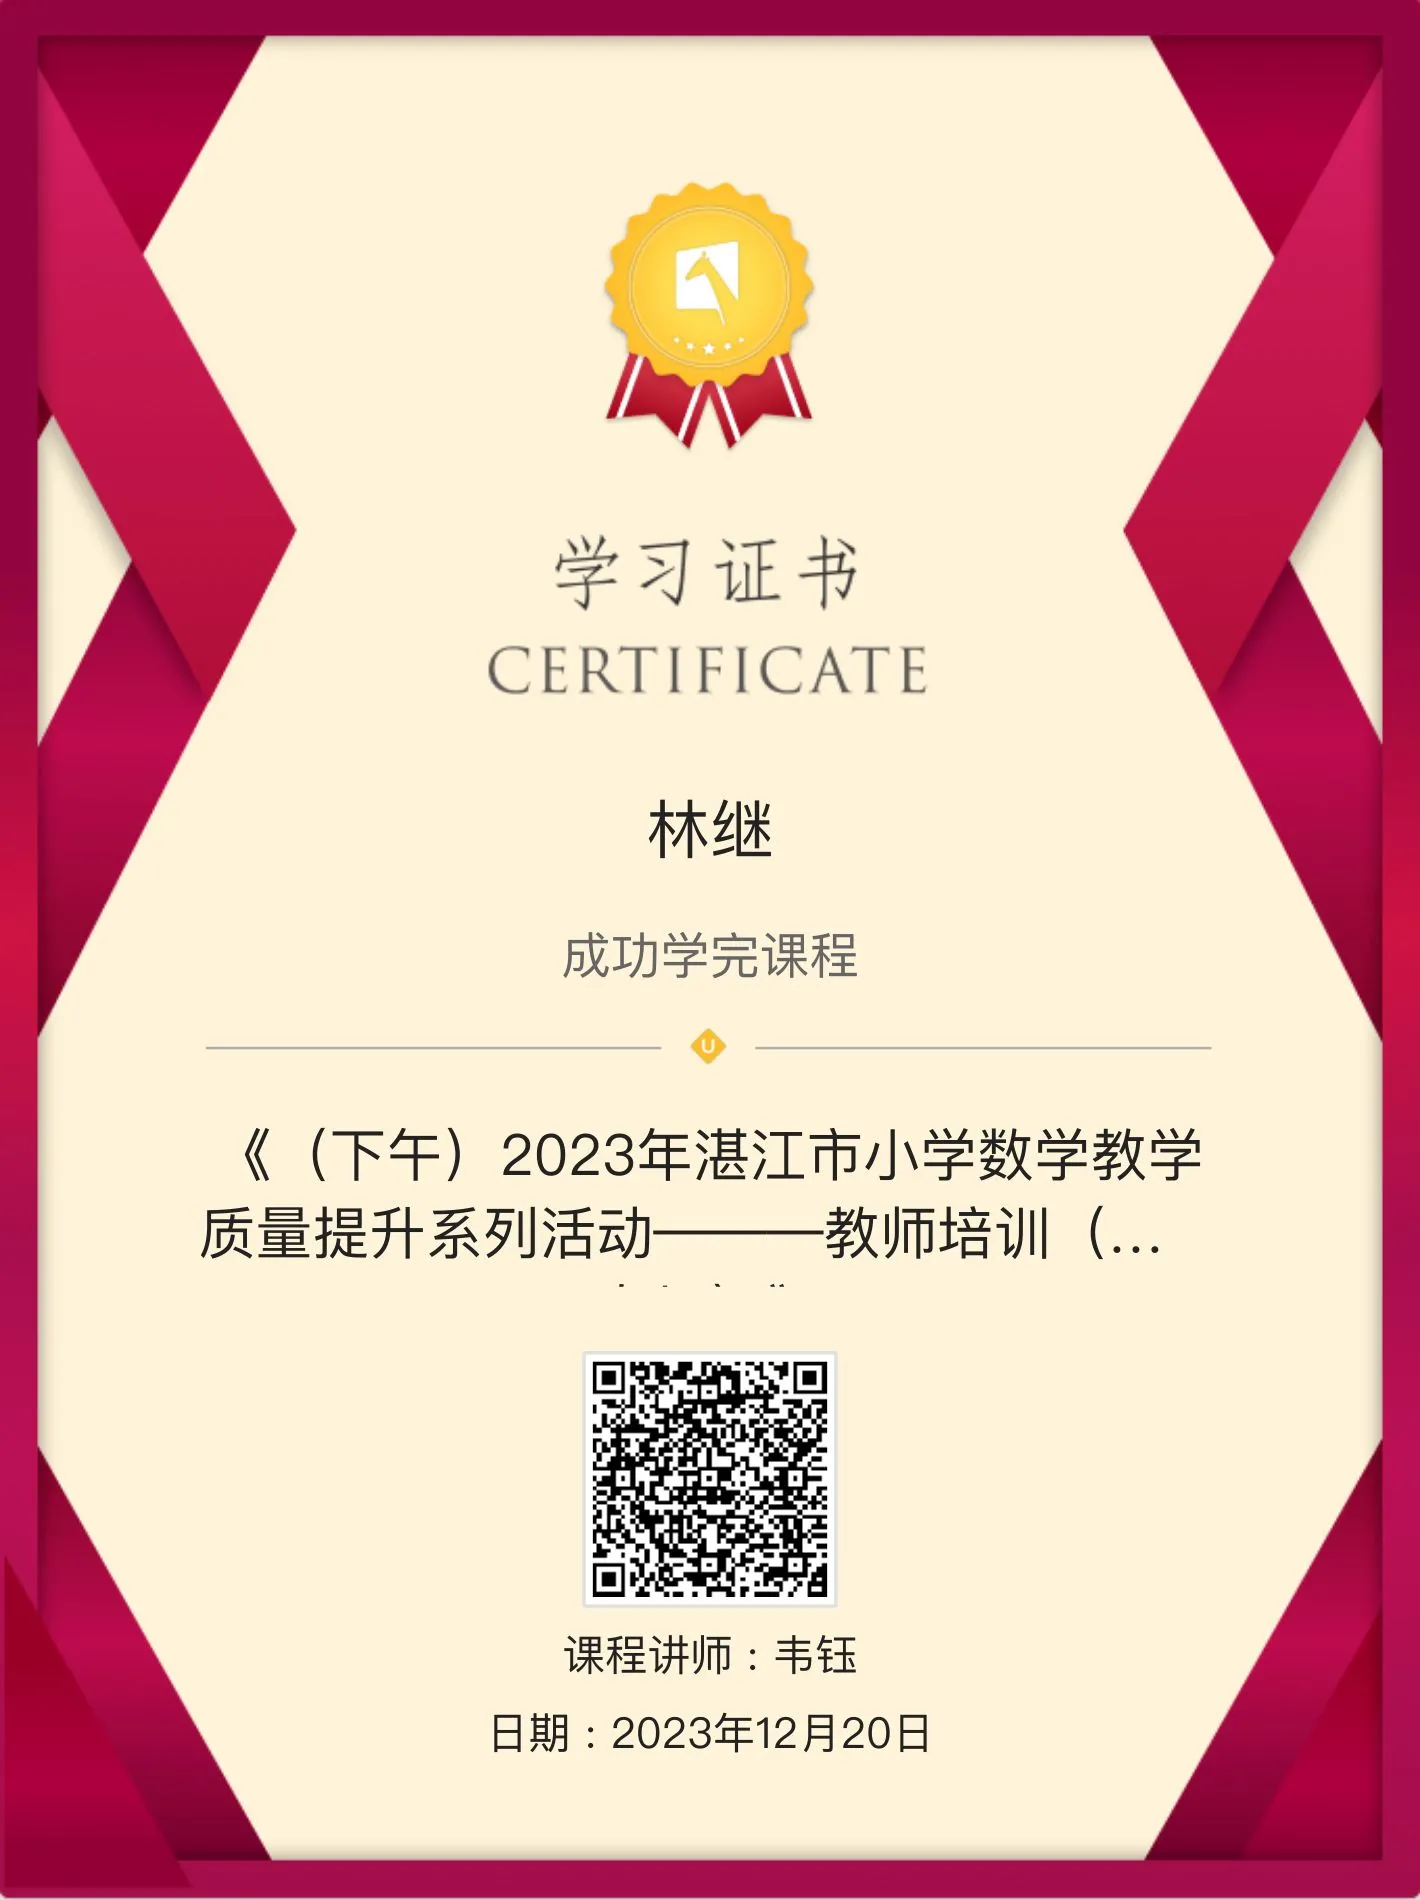 学习证书
CERTIFICATE
林继
成功学完课程
U
《（下午）2023年湛江市小学数学教学
质量提升系列活动———教师培训（...
课程讲师：韦钰
日期：2023年12月20日